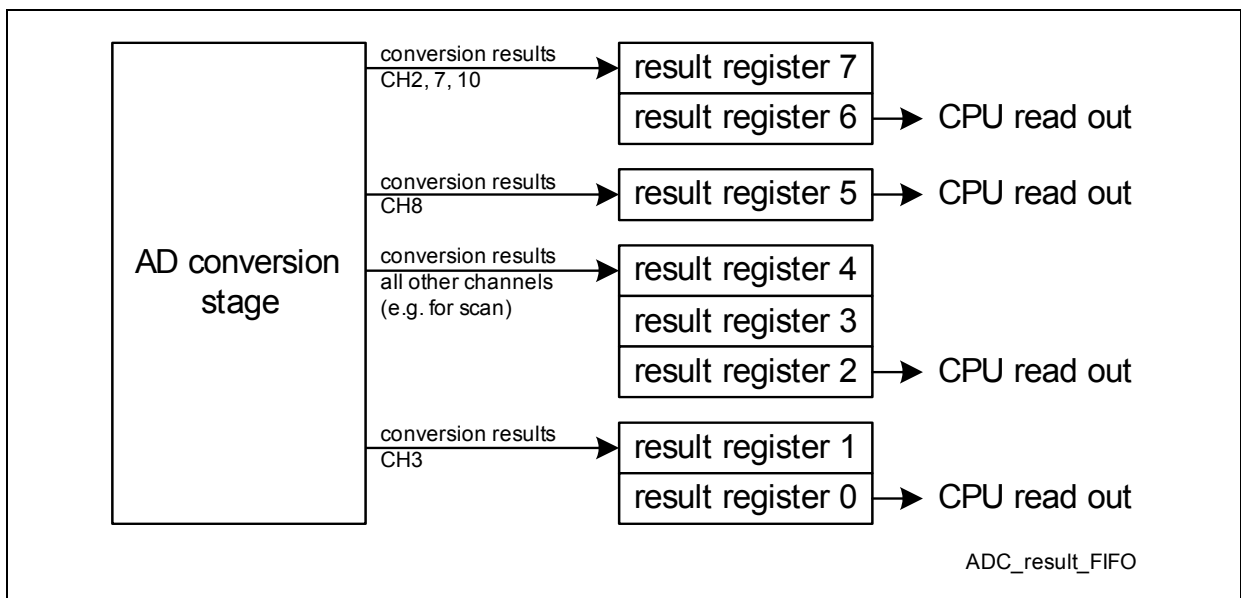 conversion results
CH2, 7, 10
result register 7
result register 6
CPU read out
conversion results
CH8
result register 5
CPU read out
AD conversion
stage
conversion results
all other channels
(e.g. for scan)
result register 4
result register 3
result register 2
CPU read out
conversion results
CH3
result register 1
result register 0
CPU read out
ADC_result_FIFO